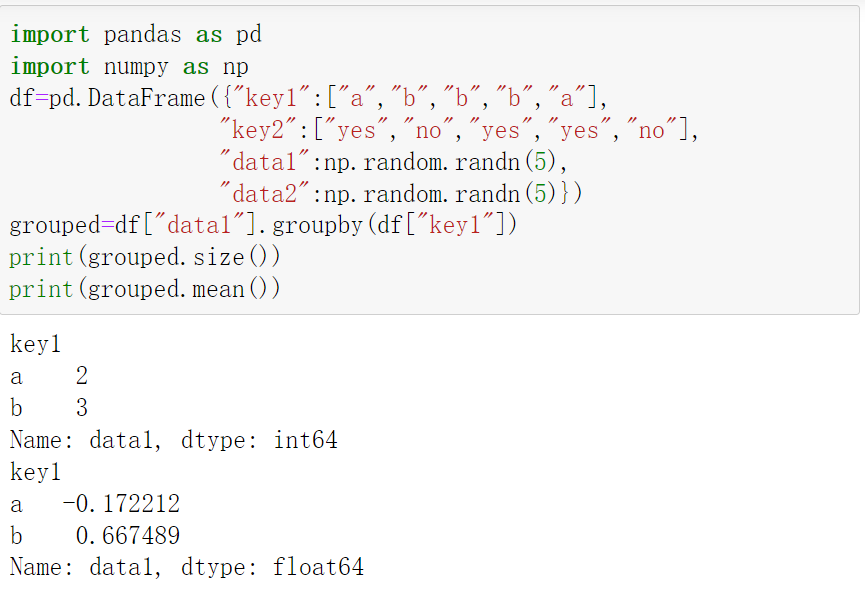 import pandas as pd
import numpy as np
df=pd.DataFrame({"key1":["a","b","b","b","a"],
                "key2":["yes","no","yes","yes","no"],
                "data1":np.random.randn(5),
                "data2":np.random.randn(5)})
grouped=df["data1"].groupby(df["key1"])
print(grouped.size())
print(grouped.mean())
key1
a    2
b    3
Name: data1, dtype: int64
key1
a   -0.172212
b    0.667489
Name: data1, dtype: float64